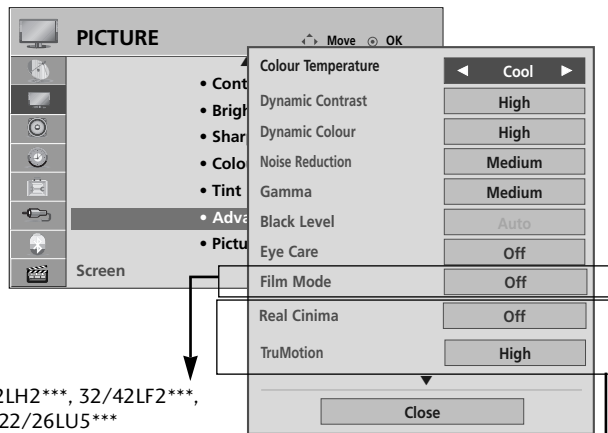 PICTURE
Move OK
• Cont
• Brigh
• Shar
• Colo
• Tint
• Adva
• Pictu
Screen
Colour Temperature ◀ Cool ▶
Dynamic Contrast High
Dynamic Colour High
Noise Reduction Medium
Gamma Medium
Black Level Auto
Eye Care Off
Film Mode Off
Real Cinima Off
TruMotion High
Close
2LH2***, 32/42LF2***,
22/26LU5***